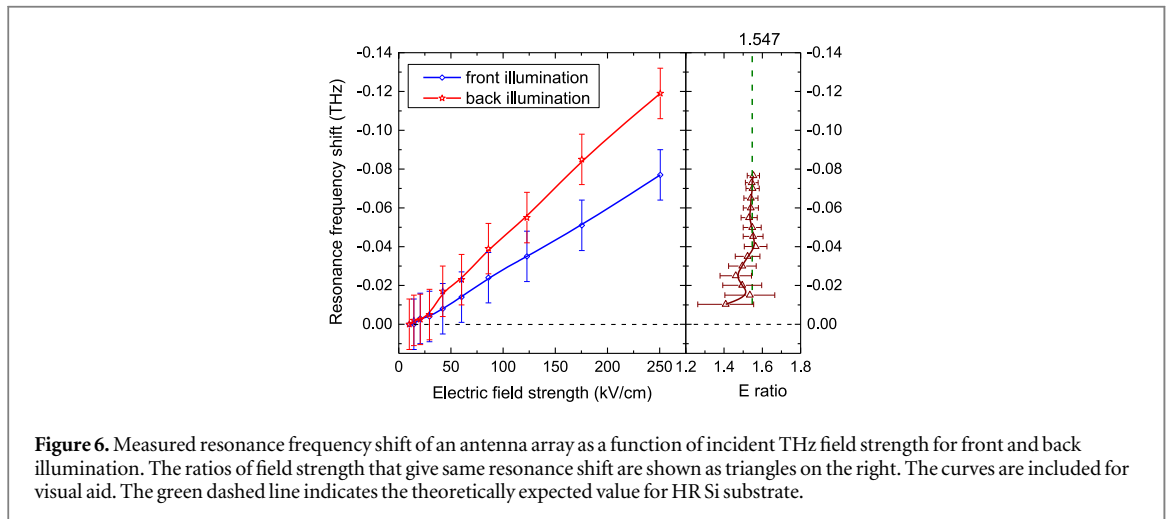 1.547
-0.14
-0.12
-0.10
-0.08
-0.06
-0.04
-0.02
0.00
Resonance frequency shift (THz)
front illumination
back illumination
-0.14
-0.12
-0.10
-0.08
-0.06
-0.04
-0.02
0.00
0 50 100 150 200 250
1.2 1.4 1.6 1.8
Electric field strength (kV/cm)
E ratio
Figure 6. Measured resonance frequency shift of an antenna array as a function of incident THz field strength for front and back
illumination. The ratios of field strength that give same resonance shift are shown as triangles on the right. The curves are included for
visual aid. The green dashed line indicates the theoretically expected value for HR Si substrate.